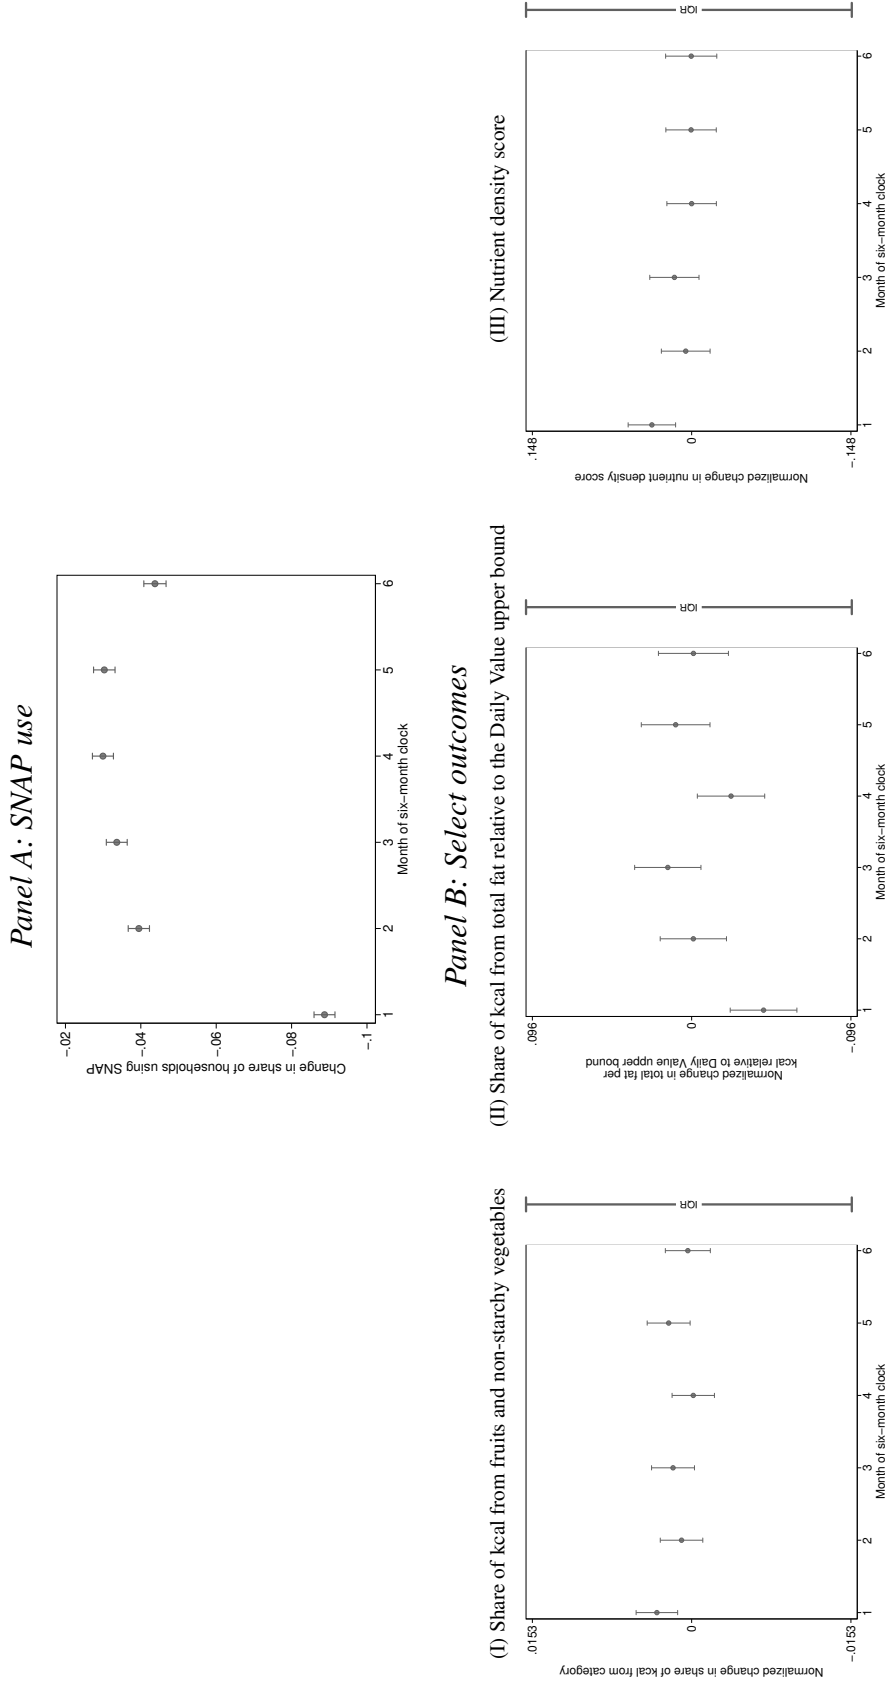 Panel A: SNAP use
Change in share of households using SNAP
−.02
−.04
−.06
−.08
−.1
1 2 3 4 5 6
Month of six−month clock
Panel B: Select outcomes
(I) Share of kcal from fruits and non-starchy vegetables
Normalized change in share of kcal from category
.0153
0
−.0153
1 2 3 4 5 6
Month of six−month clock
IQR
(II) Share of kcal from total fat relative to the Daily Value upper bound
Normalized change in total fat per
kcal relative to Daily Value upper bound
.096
0
−.096
1 2 3 4 5 6
Month of six−month clock
IQR
(III) Nutrient density score
Normalized change in nutrient density score
.148
0
−.148
1 2 3 4 5 6
Month of six−month clock
IQR